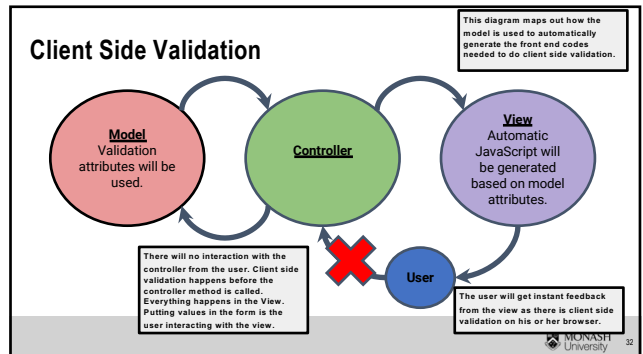 Client Side Validation
This diagram maps out how the
model is used to automatically
generate the front end codes
needed to do client side validation.
Model
Validation
attributes will be
used.
Controller
View
Automatic
JavaScript will
be generated
based on model
attributes.
There will no interaction with the
controller from the user. Client side
validation happens before the
controller method is called.
Everything happens in the View.
Putting values in the form is the
user interacting with the view.
User
The user will get instant feedback
from the view as there is client side
validation on his or her browser.
MONASH
University
32